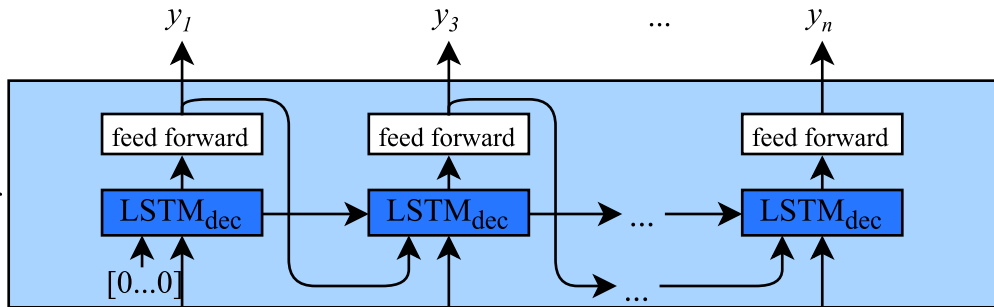 y1 y3 ... yn
feed forward feed forward feed forward
LSTMdec LSTMdec ... LSTMdec
[0...0] ...